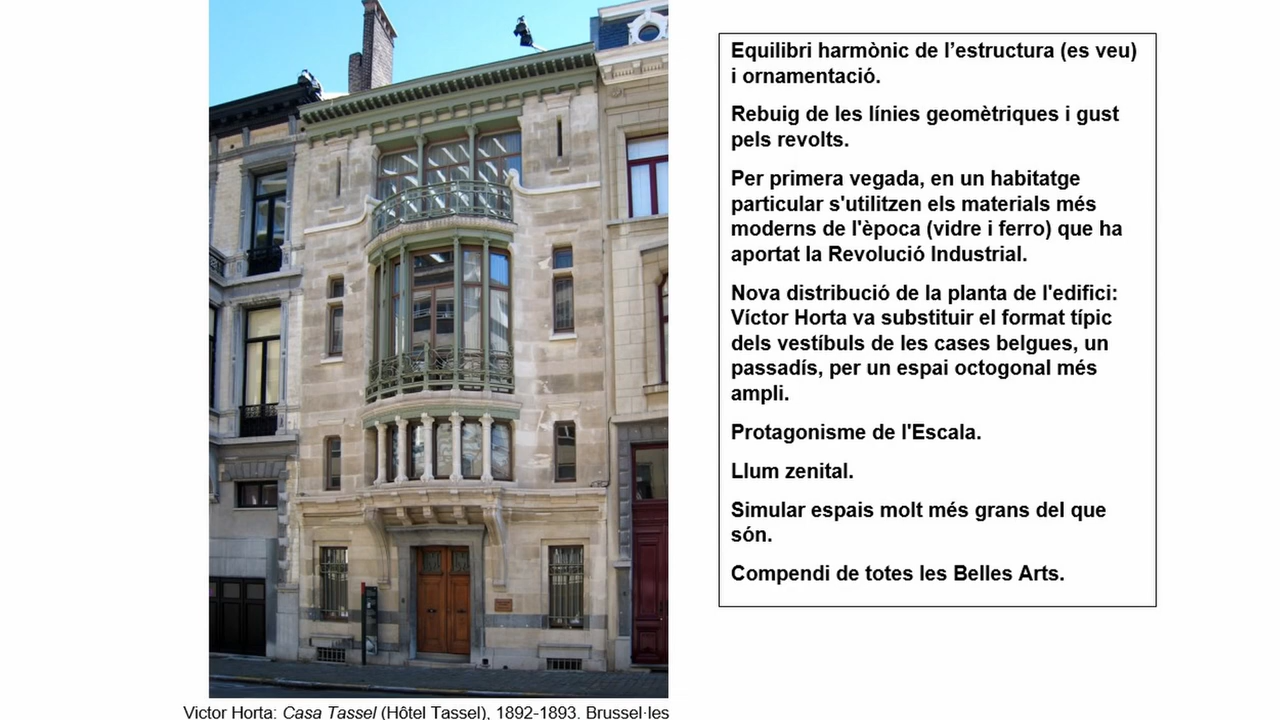 Equilibri harmònic de l’estructura (es veu)
i ornamentació.
Rebuig de les línies geomètriques i gust
pels revolts.
Per primera vegada, en un habitatge
particular s'utilitzen els materials més
moderns de l'època (vidre i ferro) que ha
aportat la Revolució Industrial.
Nova distribució de la planta de l'edifici:
Víctor Horta va substituir el format típic
dels vestíbuls de les cases belgues, un
passadís, per un espai octogonal més
ampli.
Protagonisme de l'Escala.
Llum zenital.
Simular espais molt més grans del que
són.
Compendi de totes les Belles Arts.
Victor Horta: Casa Tassel (Hôtel Tassel), 1892-1893. Brussel·les